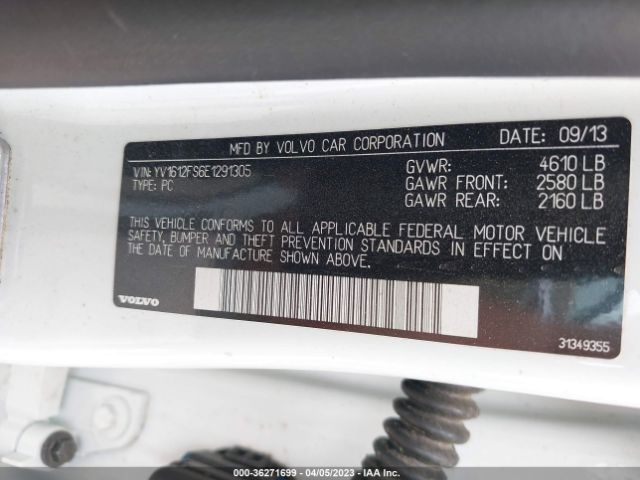 MFD BY VOLVO CAR CORPORATION DATE: 09/13
VIN: YV1612FS6E1291305 GVWR: 4610 LB
TYPE: PC GAWR FRONT: 2580 LB
GAWR REAR: 2160 LB
THIS VEHICLE CONFORMS TO ALL APPLICABLE FEDERAL MOTOR VEHICLE
SAFETY, BUMPER AND THEFT PREVENTION STANDARDS IN EFFECT ON
THE DATE OF MANUFACTURE SHOWN ABOVE.
VOLVO
31349355
000-36271699 - 04/05/2023 - IAA Inc.